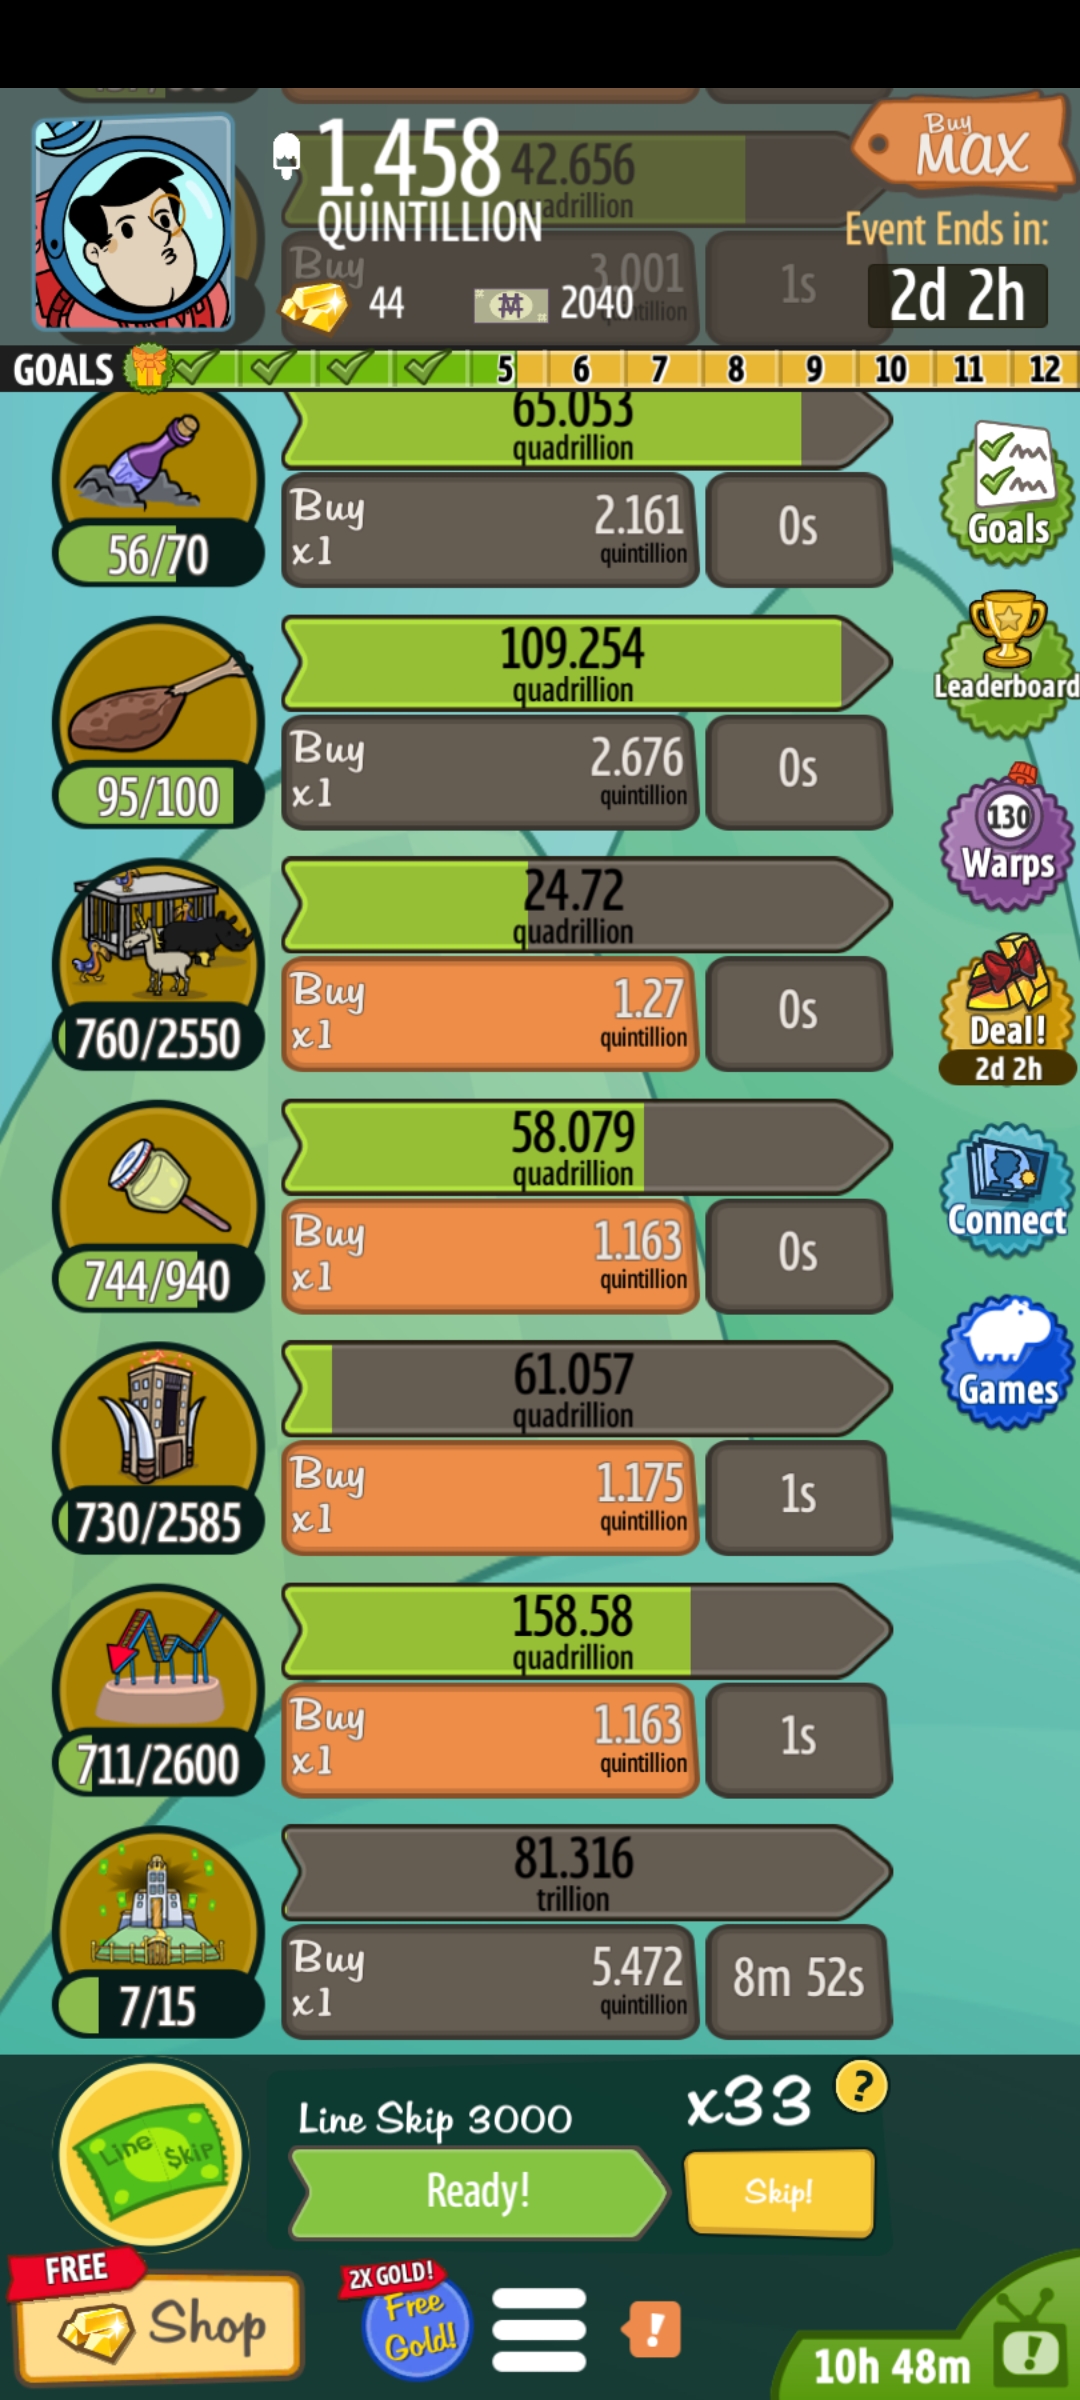 1.458
QUINTILLION
42.656
Buy
MAX
Event Ends in:
2d 2h
Buy
3.001
1s
44
2040
GOALS
5 6 7 8 9 10 11 12
65.053
quadrillion
56/70
Buy
x1
2.161
quintillion
0s
109.254
quadrillion
95/100
Buy
x1
2.676
quintillion
0s
24.72
quadrillion
760/2550
Buy
x1
1.27
quintillion
0s
58.079
quadrillion
744/940
Buy
x1
1.163
quintillion
0s
61.057
quadrillion
730/2585
Buy
x1
1.175
quintillion
1s
158.58
quadrillion
711/2600
Buy
x1
1.163
quintillion
1s
81.316
trillion
7/15
Buy
x1
5.472
quintillion
8m 52s
Goals
Leaderboard
130
Warps
Deal!
2d 2h
Connect
Games
Line Skip
Line Skip 3000
x33
?
Ready!
Skip!
FREE
Shop
2X GOLD!
Free
Gold!
!
10h 48m
!